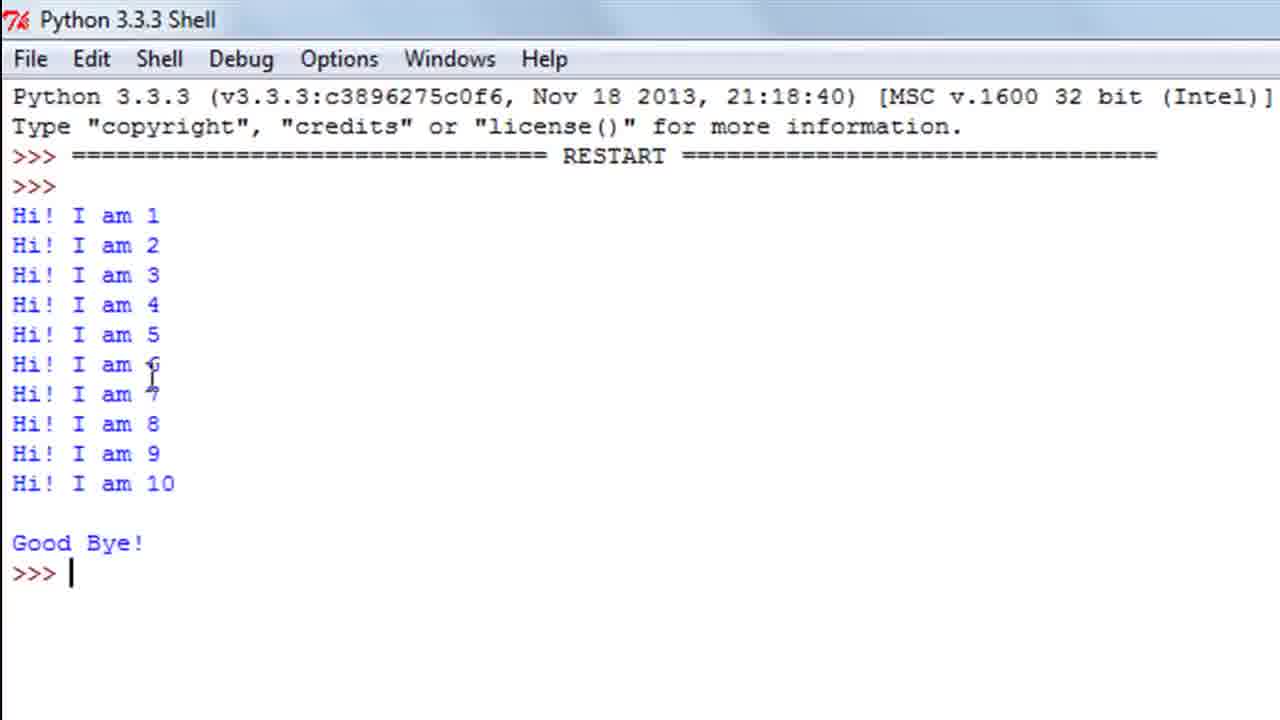 Python 3.3.3 Shell
File Edit Shell Debug Options Windows Help
Python 3.3.3 (v3.3.3:c3896275c0f6, Nov 18 2013, 21:18:40) [MSC v.1600 32 bit (Intel)]
Type "copyright", "credits" or "license()" for more information.
>>> ================================ RESTART ================================
>>>
Hi! I am 1
Hi! I am 2
Hi! I am 3
Hi! I am 4
Hi! I am 5
Hi! I am 6
Hi! I am 7
Hi! I am 8
Hi! I am 9
Hi! I am 10

Good Bye!
>>>